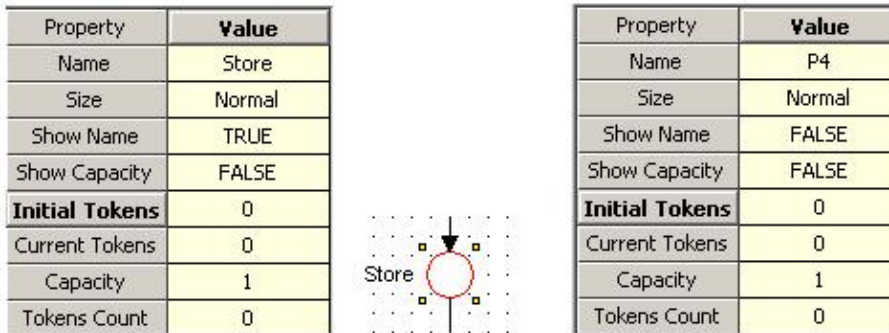 Property Value
Name Store
Size Normal
Show Name TRUE
Show Capacity FALSE
Initial Tokens 0
Current Tokens 0
Capacity 1
Tokens Count 0
Store
Property Value
Name P4
Size Normal
Show Name FALSE
Show Capacity FALSE
Initial Tokens 0
Current Tokens 0
Capacity 1
Tokens Count 0